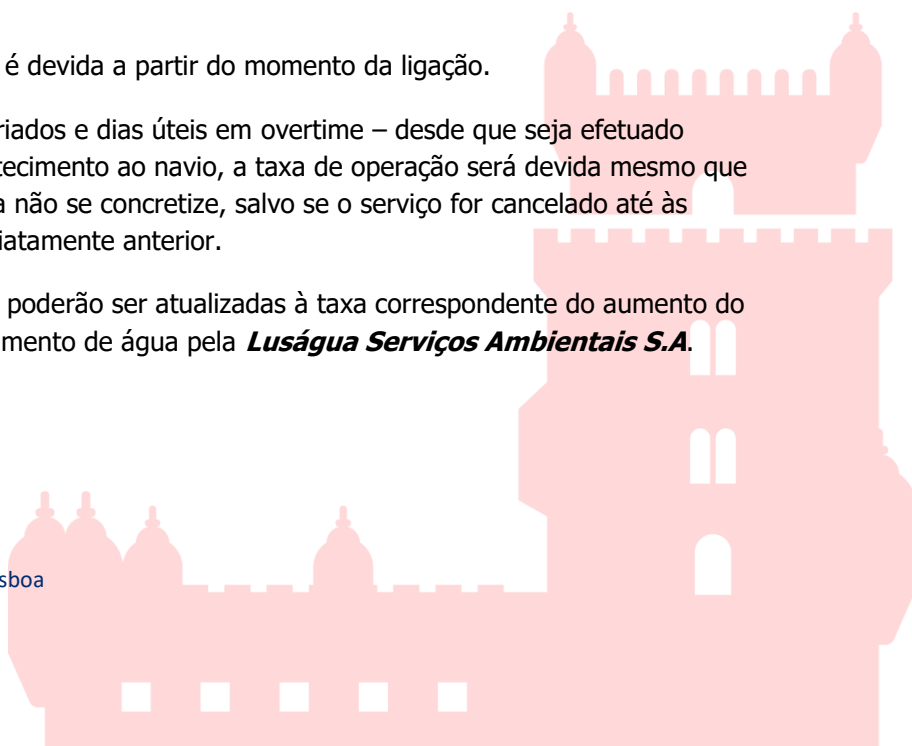 é devida a partir do momento da ligação.
riados e dias úteis em overtime – desde que seja efetuado
tecimento ao navio, a taxa de operação será devida mesmo que
a não se concretize, salvo se o serviço for cancelado até às
iatamente anterior.
poderão ser atualizadas à taxa correspondente do aumento do
mento de água pela Luságua Serviços Ambientais S.A.
sboa